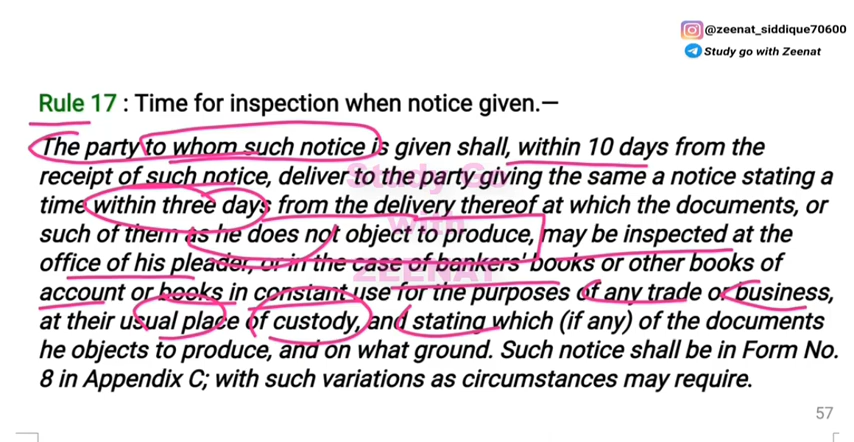 @zeenat_siddique70600
Study go with Zeenat
Rule 17 : Time for inspection when notice given.—
The party to whom such notice is given shall, within 10 days from the
receipt of such notice, deliver to the party giving the same a notice stating a
time within three days from the delivery thereof at which the documents, or
such of them as he does not object to produce, may be inspected at the
office of his pleader, or in the case of bankers' books or other books of
account or books in constant use for the purposes of any trade or business,
at their usual place of custody, and stating which (if any) of the documents
he objects to produce, and on what ground. Such notice shall be in Form No.
8 in Appendix C; with such variations as circumstances may require.
Study Go
With
ZEENAT
57